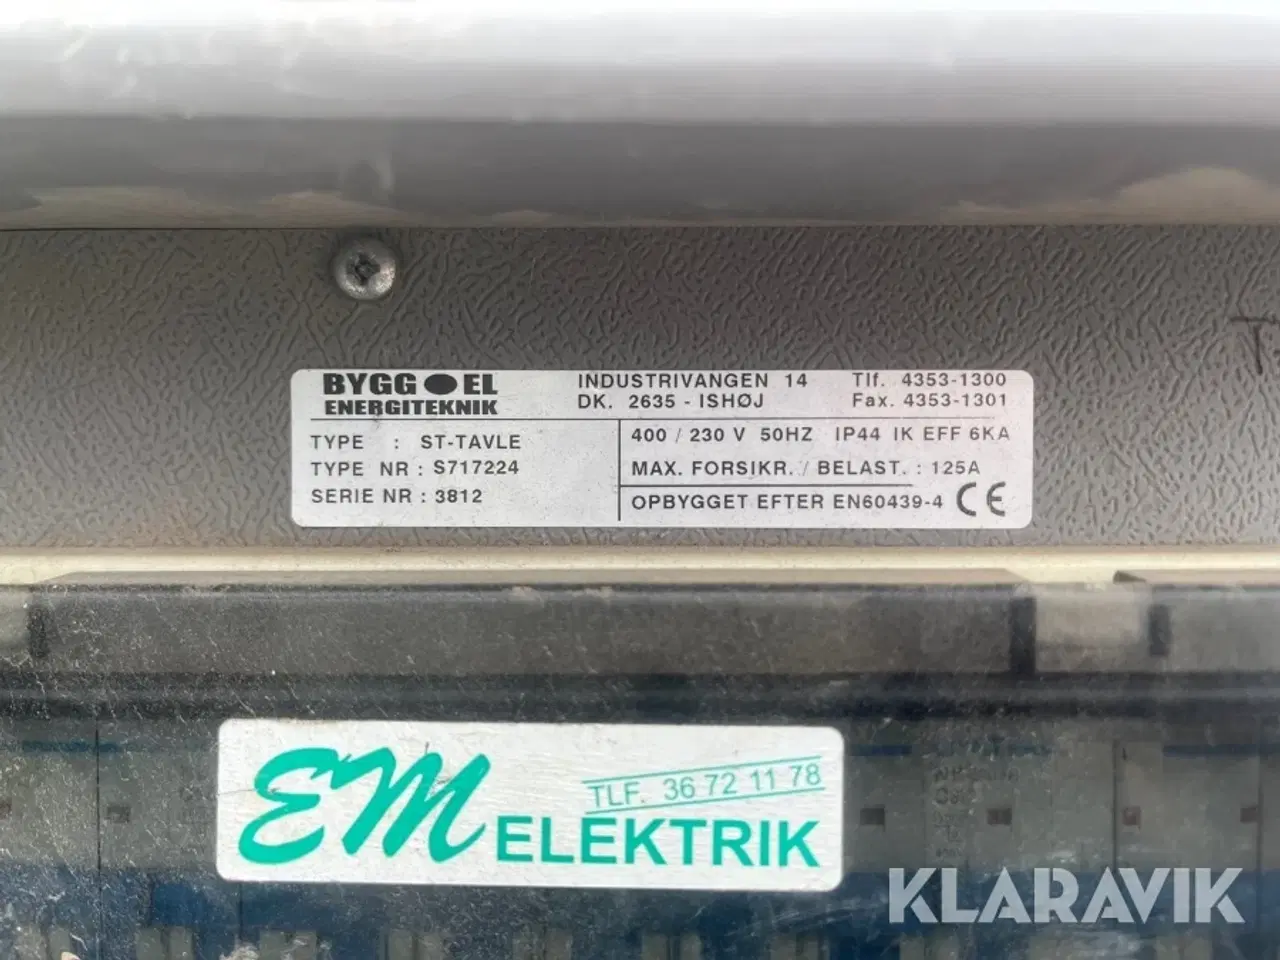 BYGG EL
ENERGITEKNIK
INDUSTRIVANGEN 14
DK. 2635 - ISHØJ
Tlf. 4353-1300
Fax. 4353-1301
TYPE : ST-TAVLE
TYPE NR : S717224
SERIE NR : 3812
400 / 230 V 50HZ IP44 IK EFF 6KA
MAX. FORSIKR. / BELAST. : 125A
OPBYGGET EFTER EN60439-4 CE
EM ELEKTRIK
TLF. 36 72 11 78
KLARAVIK